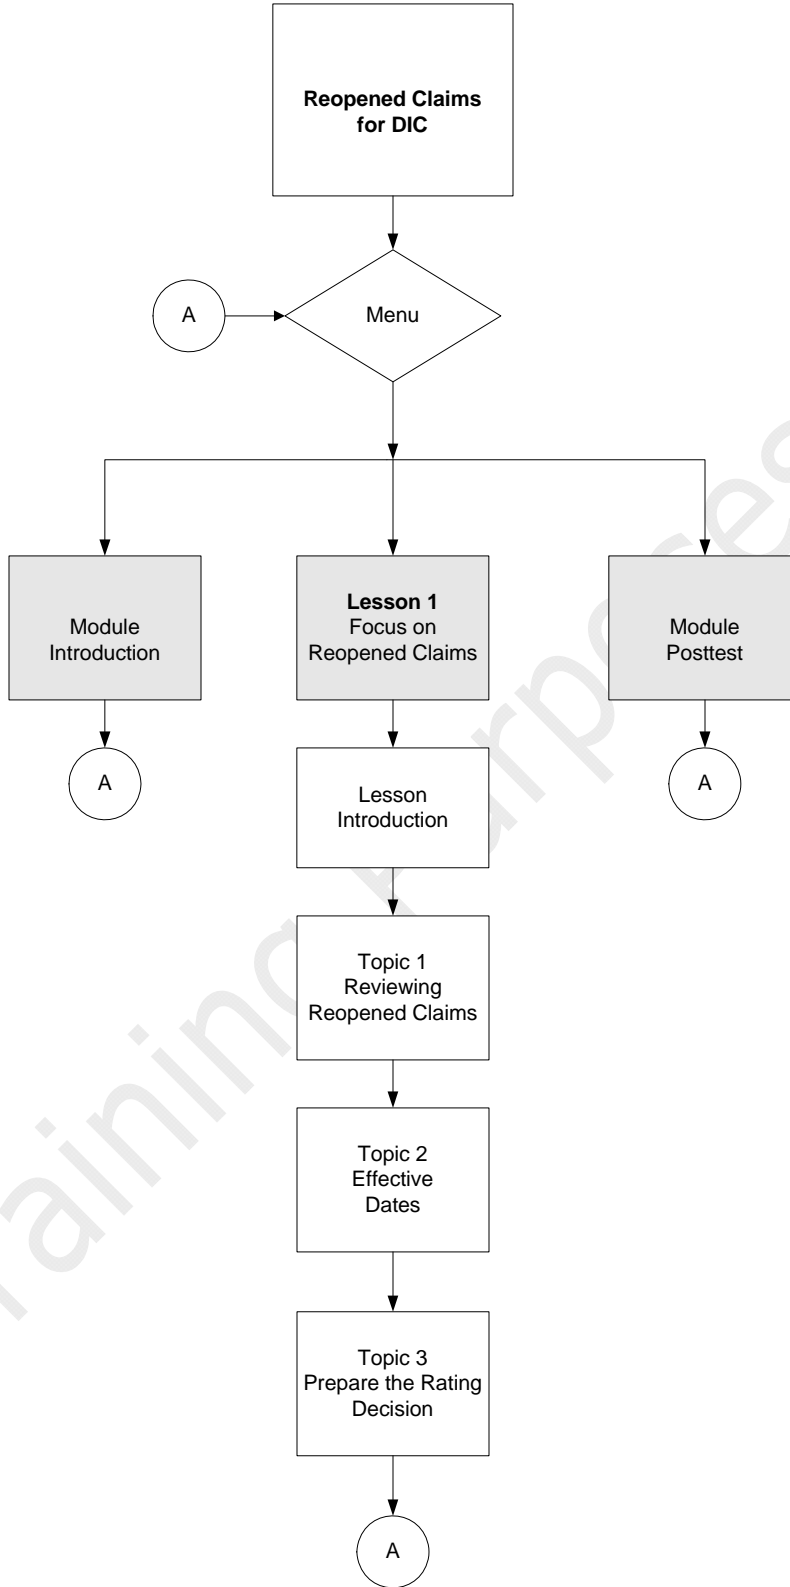 Reopened Claims
for DIC
A
Menu
Module
Introduction
Lesson 1
Focus on
Reopened Claims
Module
Posttest
A
A
Lesson
Introduction
Topic 1
Reviewing
Reopened Claims
Topic 2
Effective
Dates
Topic 3
Prepare the Rating
Decision
A